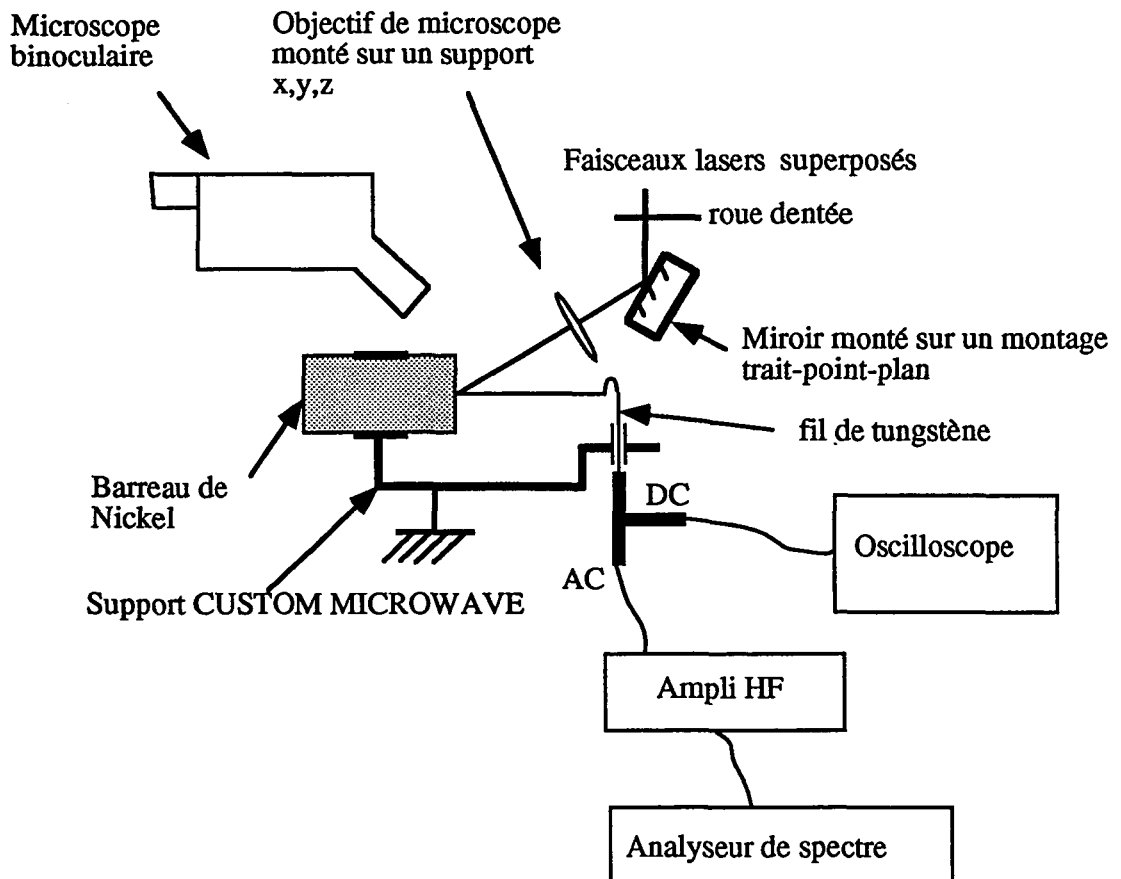 Microscope
binoculaire
Objectif de microscope
monté sur un support
x,y,z
Faisceaux lasers superposés
roue dentée
Miroir monté sur un montage
trait-point-plan
fil de tungstène
Barreau de
Nickel
DC
Oscilloscope
AC
Support CUSTOM MICROWAVE
Ampli HF
Analyseur de spectre